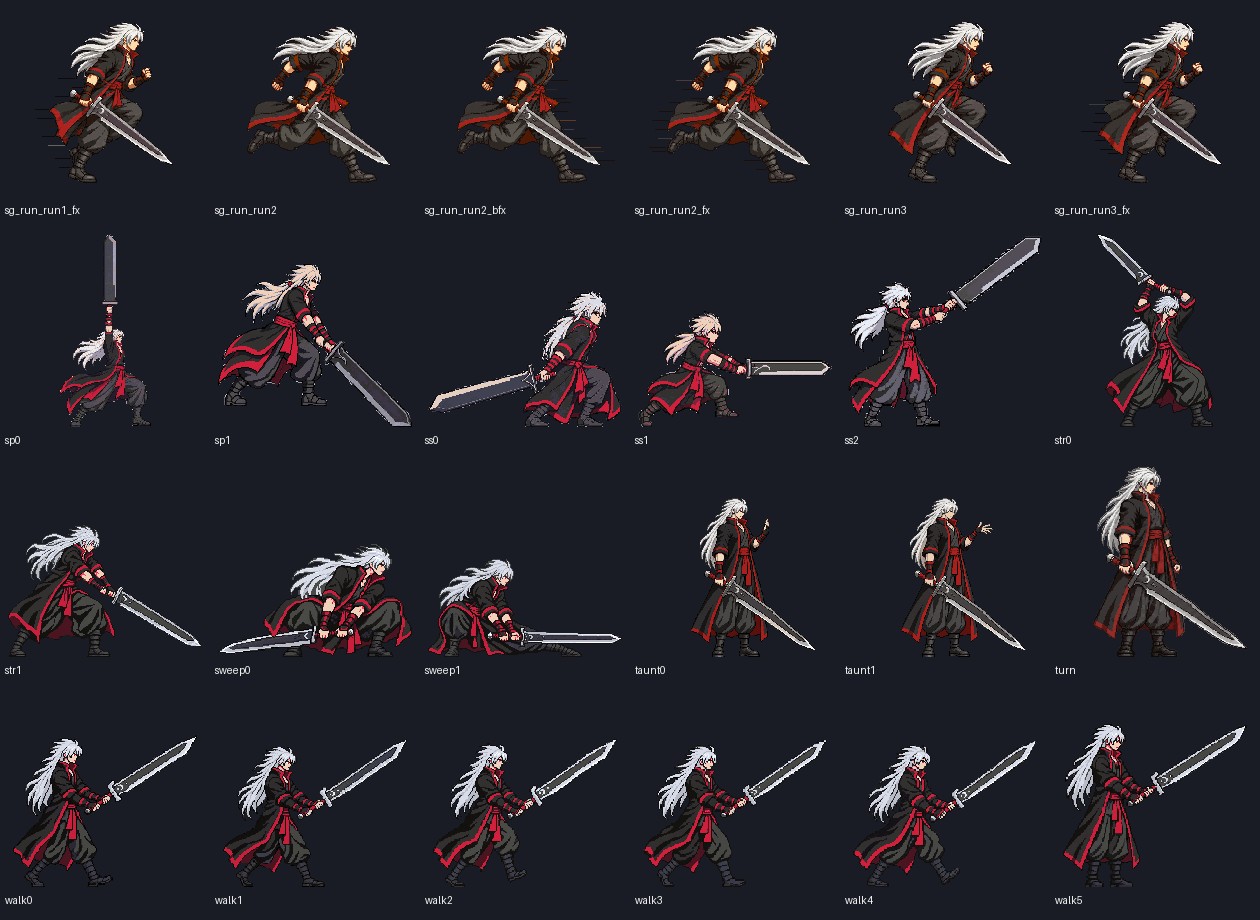 sg_run_run1_fx sg_run_run2 sg_run_run2_bfx sg_run_run2_fx sg_run_run3 sg_run_run3_fx
sp0 sp1 ss0 ss1 ss2 str0
str1 sweep0 sweep1 taunt0 taunt1 turn
walk0 walk1 walk2 walk3 walk4 walk5